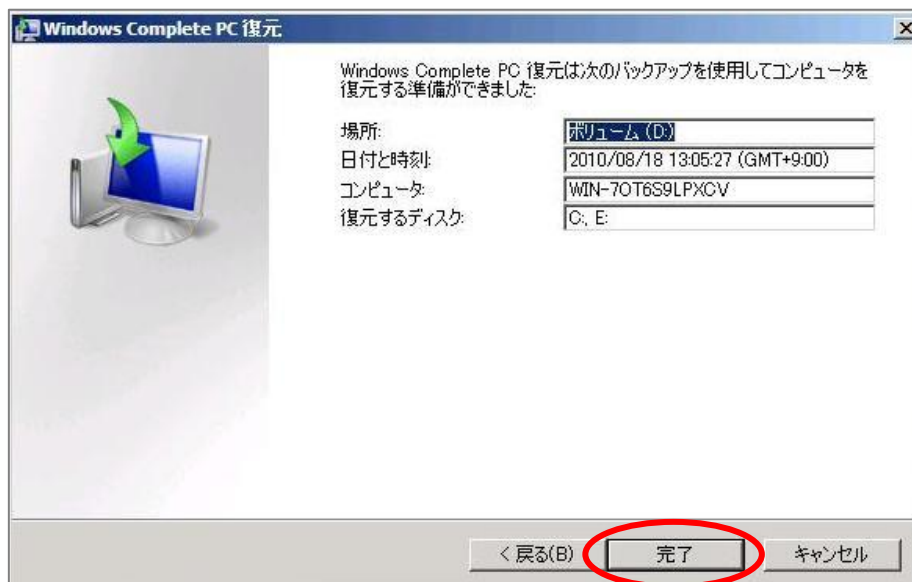 Windows Complete PC 復元
Windows Complete PC 復元は次のバックアップを使用してコンピュータを
復元する準備ができました:
場所: ボリューム (D:)
日付と時刻: 2010/08/18 13:05:27 (GMT+9:00)
コンピュータ: WIN-7OT6S9LPXCV
復元するディスク: C:, E:
< 戻る(B) 完了 キャンセル